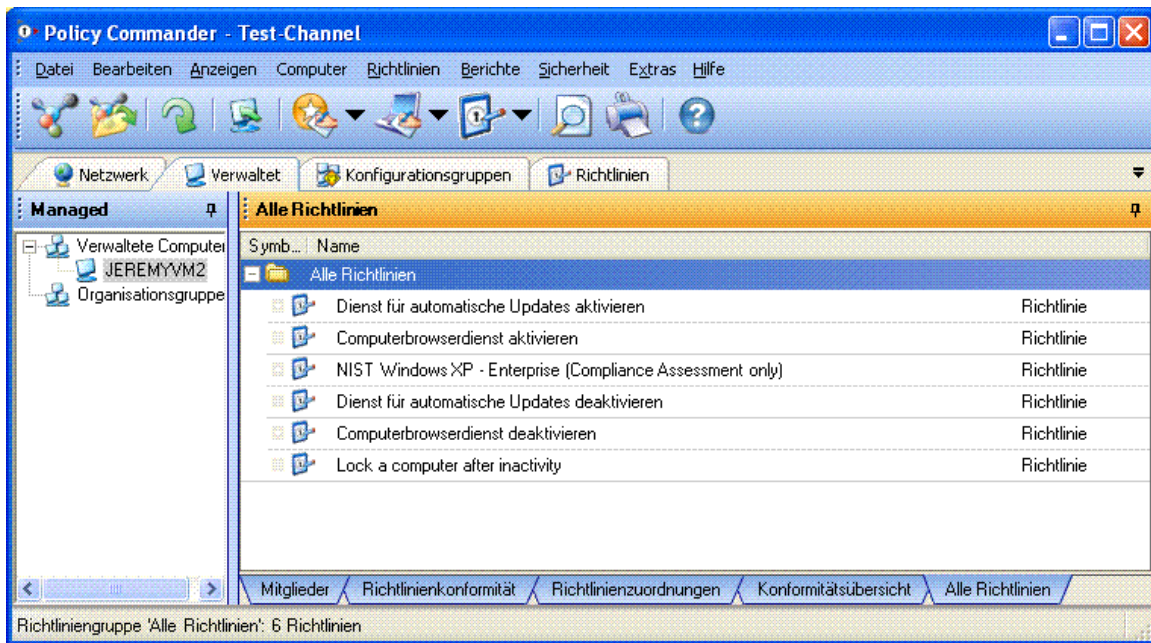 Policy Commander - Test-Channel
Datei Bearbeiten Anzeigen Computer Richtlinien Berichte Sicherheit Extras Hilfe
Netzwerk Verwaltet Konfigurationsgruppen Richtlinien
Managed
Alle Richtlinien
Verwaltete Computer
JEREMYVM2
Organisationsgruppe
Symb... Name
Alle Richtlinien
Dienst für automatische Updates aktivieren Richtlinie
Computerbrowserdienst aktivieren Richtlinie
NIST Windows XP - Enterprise (Compliance Assessment only) Richtlinie
Dienst für automatische Updates deaktivieren Richtlinie
Computerbrowserdienst deaktivieren Richtlinie
Lock a computer after inactivity Richtlinie
Mitglieder Richtlinienkonformität Richtlinienzuordnungen Konformitätsübersicht Alle Richtlinien
Richtliniengruppe 'Alle Richtlinien': 6 Richtlinien